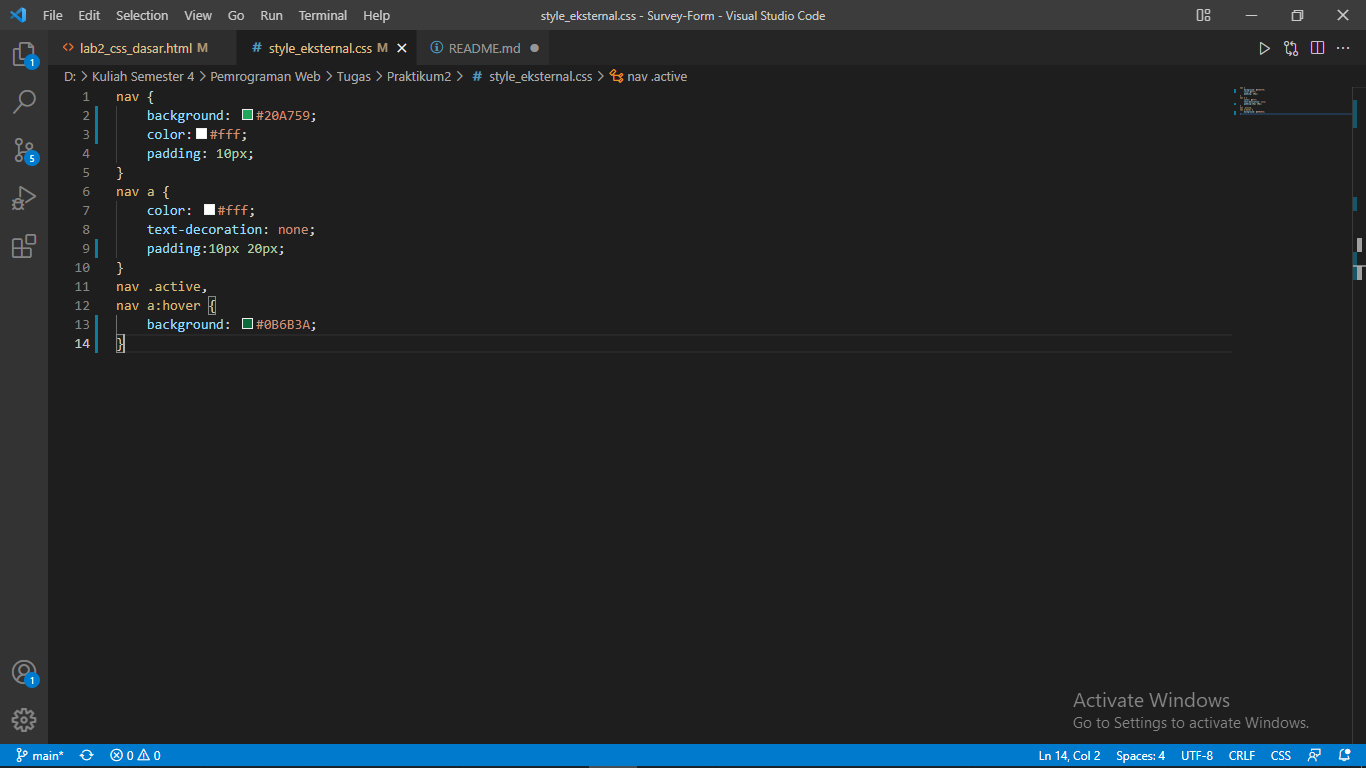 File Edit Selection View Go Run Terminal Help style_eksternal.css - Survey-Form - Visual Studio Code
lab2_css_dasar.html M # style_eksternal.css M README.md
D: > Kuliah Semester 4 > Pemrograman Web > Tugas > Praktikum2 > # style_eksternal.css > nav .active
1 nav {
2 background: #20A759;
3 color: #fff;
4 padding: 10px;
5 }
6 nav a {
7 color: #fff;
8 text-decoration: none;
9 padding:10px 20px;
10 }
11 nav .active,
12 nav a:hover {
13 background: #0B6B3A;
14 }
1
5
1
Activate Windows
Go to Settings to activate Windows.
main* 0 0 Ln 14, Col 2 Spaces: 4 UTF-8 CRLF CSS